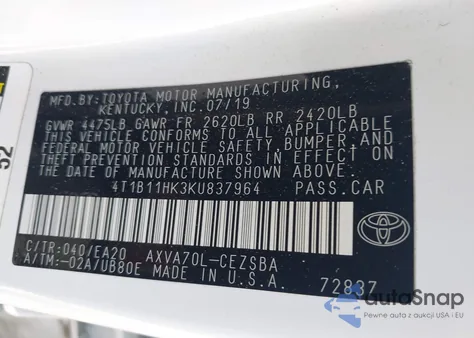 MFD.BY:TOYOTA MOTOR MANUFACTURING,
KENTUCKY,INC.07/19
GVWR 4475LB GAWR FR 2620LB RR 2420LB
THIS VEHICLE CONFORMS TO ALL APPLICABLE
FEDERAL MOTOR VEHICLE SAFETY,BUMPER,AND
THEFT PREVENTION STANDARDS IN EFFECT ON
THE DATE OF MANUFACTURE SHOWN ABOVE.
4T1B11HK3KU837964 PASS.CAR
C/TR:040/EA20 AXVA70L-CEZSBA
A/TM:-02A/UB80E MADE IN U.S.A.
72837
52
autoSnap
Pewne auta z aukcji USA i EU